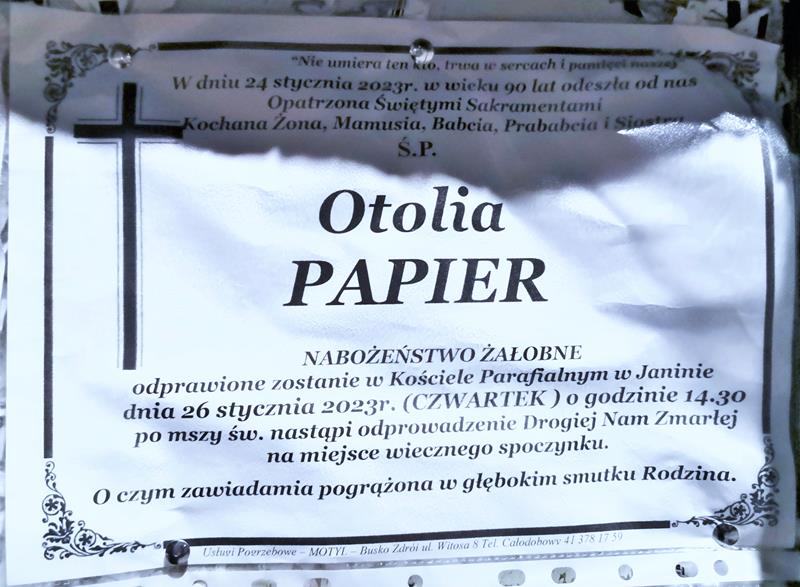 "Nie umiera ten kto, trwa w sercach i pamięci naszej"
W dniu 24 stycznia 2023r. w wieku 90 lat odeszła od nas
Opatrzona Świętymi Sakramentami
Kochana Żona, Mamusia, Babcia, Prababcia i Siostra
Ś.P.
Otolia
PAPIER
NABOŻEŃSTWO ŻAŁOBNE
odprawione zostanie w Kościele Parafialnym w Janinie
dnia 26 stycznia 2023r. (CZWARTEK ) o godzinie 14.30
po mszy św. nastąpi odprowadzenie Drogiej Nam Zmarłej
na miejsce wiecznego spoczynku.
O czym zawiadamia pogrążona w głębokim smutku Rodzina.
Usługi Pogrzebowe – MOTYL – Busko Zdrój ul. Witosa 8 Tel. Całodobowy 41 378 17 59